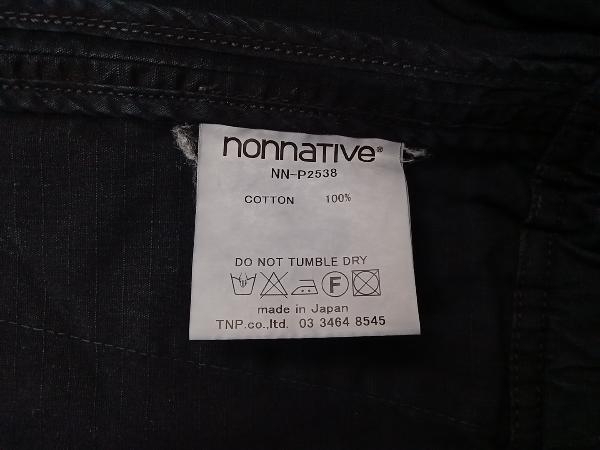 nonnative®
NN-P2538
COTTON 100%
DO NOT TUMBLE DRY
F
made in Japan
TNP.co.,ltd. 03 3464 8545